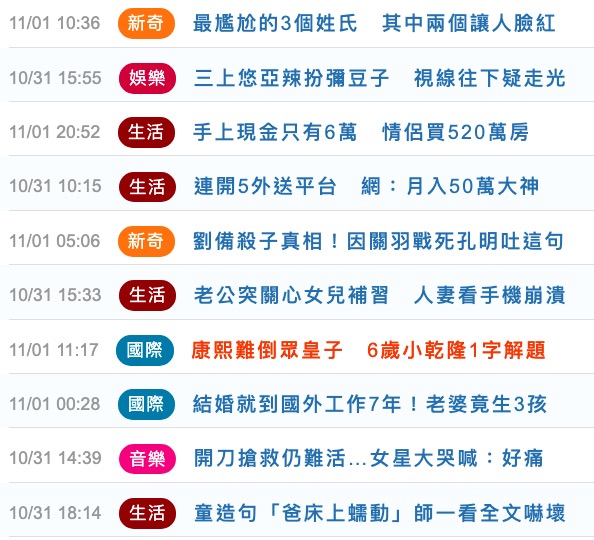 11/01 10:36 新奇 最尷尬的3個姓氏 其中兩個讓人臉紅
10/31 15:55 娛樂 三上悠亞辣扮彌豆子 視線往下疑走光
11/01 20:52 生活 手上現金只有6萬 情侶買520萬房
10/31 10:15 生活 連開5外送平台 網：月入50萬大神
11/01 05:06 新奇 劉備殺子真相！因關羽戰死孔明吐這句
10/31 15:33 生活 老公突關心女兒補習 人妻看手機崩潰
11/01 11:17 國際 康熙難倒眾皇子 6歲小乾隆1字解題
11/01 00:28 國際 結婚就到國外工作7年！老婆竟生3孩
10/31 14:39 音樂 開刀搶救仍難活...女星大哭喊：好痛
10/31 18:14 生活 童造句「爸床上蠕動」師一看全文嚇壞